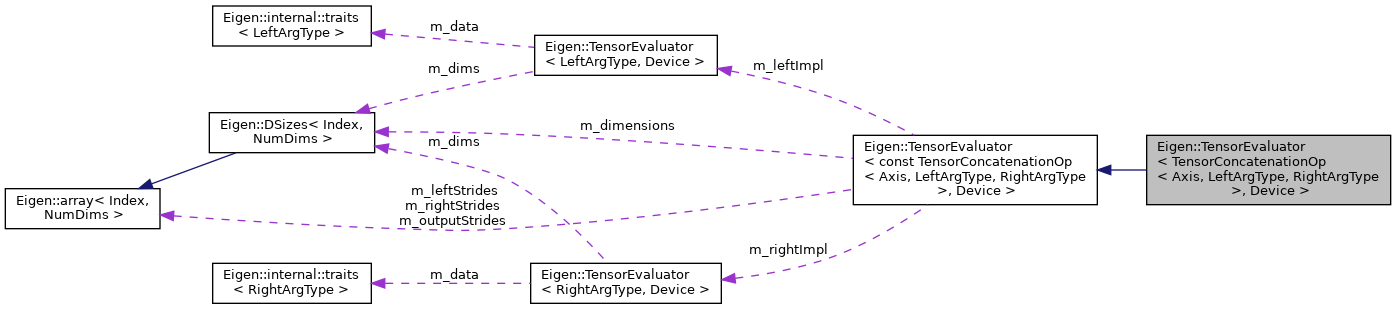 Eigen::internal::traits
< LeftArgType >
m_data
Eigen::TensorEvaluator
< LeftArgType, Device >
m_leftImpl
m_dims
Eigen::DSizes< Index,
NumDims >
m_dimensions
m_dims
Eigen::TensorEvaluator
< const TensorConcatenationOp
< Axis, LeftArgType, RightArgType
>, Device >
Eigen::TensorEvaluator
< TensorConcatenationOp
< Axis, LeftArgType, RightArgType
>, Device >
Eigen::array< Index,
NumDims >
m_leftStrides
m_rightStrides
m_outputStrides
m_rightImpl
Eigen::internal::traits
< RightArgType >
m_data
Eigen::TensorEvaluator
< RightArgType, Device >